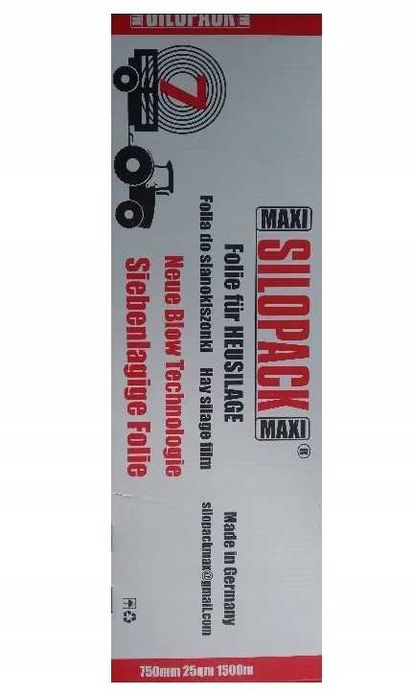 SILOPACK
7
MAXI SILOPACK MAXI ®
Folie für HEUSILAGE
Folia do sianokiszonki Hay silage film
Neue Blow Technologie
Siebenlagige Folie
Made in Germany
silopackmax@gmail.com
750mm 25qm 1500m